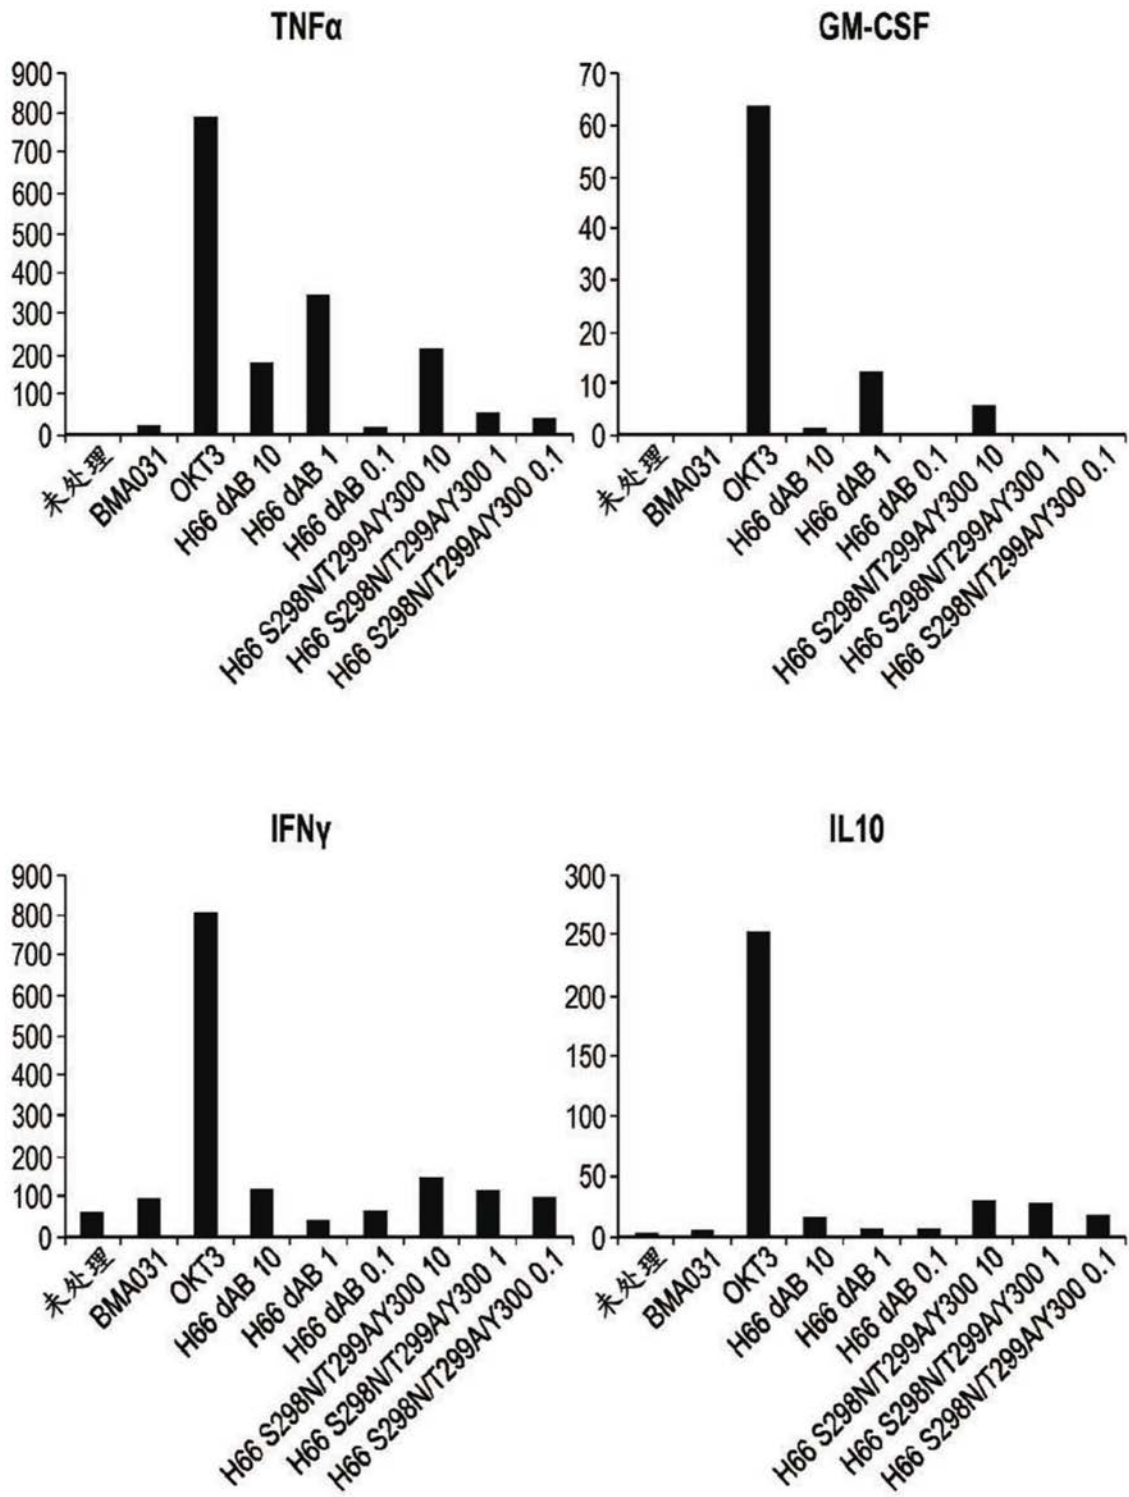 TNFα
900
800
700
600
500
400
300
200
100
0
未处理
BMA031
OKT3
H66 dAB 10
H66 dAB 1
H66 dAB 0.1
H66 S298N/T299A/Y300 10
H66 S298N/T299A/Y300 1
H66 S298N/T299A/Y300 0.1
GM-CSF
70
60
50
40
30
20
10
0
未处理
BMA031
OKT3
H66 dAB 10
H66 dAB 1
H66 dAB 0.1
H66 S298N/T299A/Y300 10
H66 S298N/T299A/Y300 1
H66 S298N/T299A/Y300 0.1
IFNγ
900
800
700
600
500
400
300
200
100
0
未处理
BMA031
OKT3
H66 dAB 10
H66 dAB 1
H66 dAB 0.1
H66 S298N/T299A/Y300 10
H66 S298N/T299A/Y300 1
H66 S298N/T299A/Y300 0.1
IL10
300
250
200
150
100
50
0
未处理
BMA031
OKT3
H66 dAB 10
H66 dAB 1
H66 dAB 0.1
H66 S298N/T299A/Y300 10
H66 S298N/T299A/Y300 1
H66 S298N/T299A/Y300 0.1